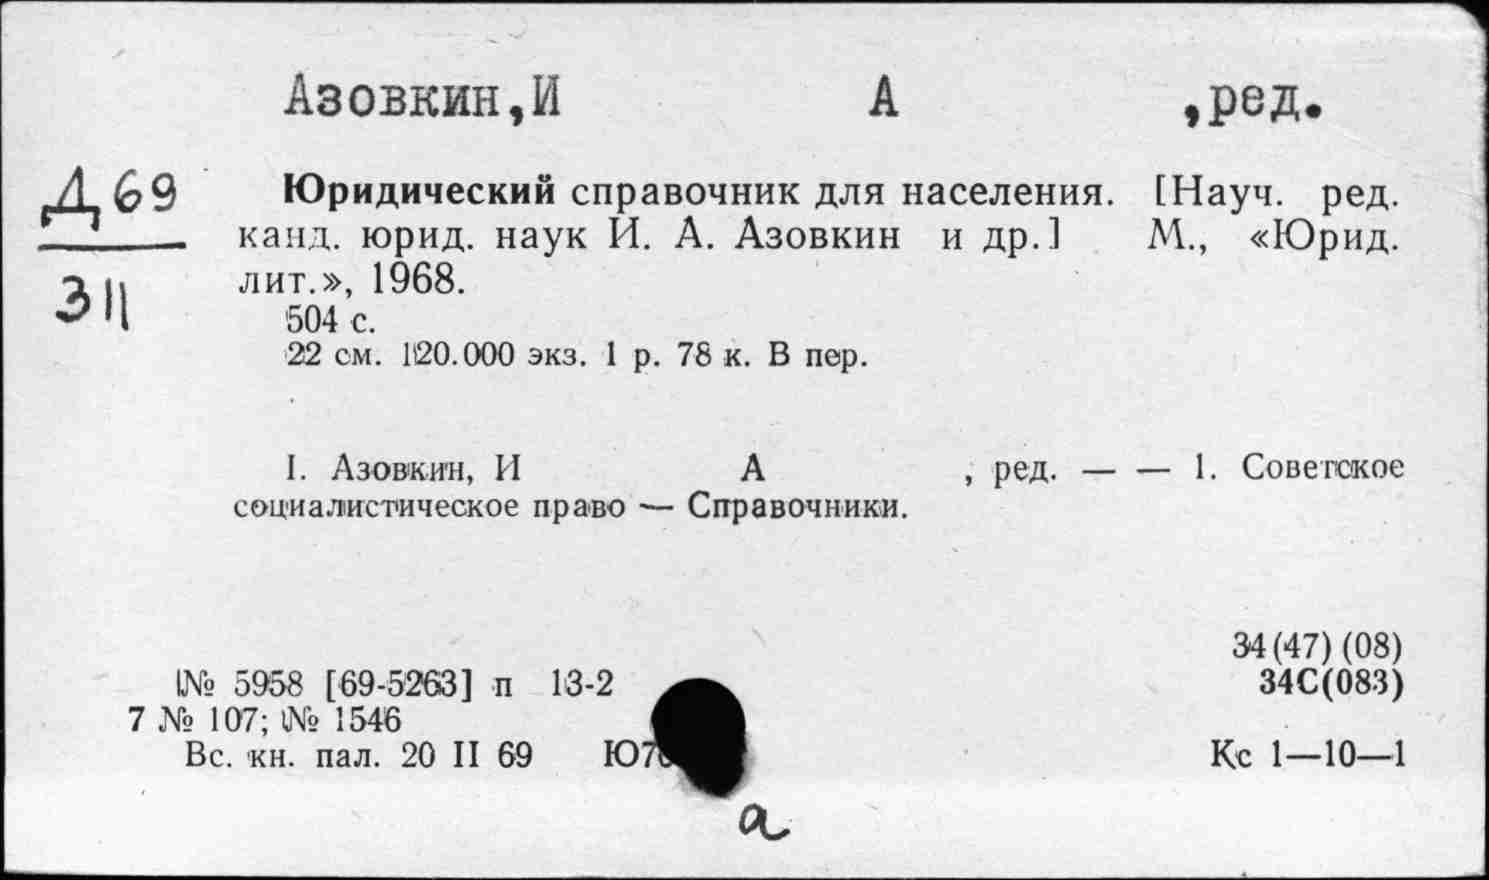 Азовкин,И А ,ред.
Д69
311
Юридический справочник для населения. [Науч. ред.
канд. юрид. наук И. А. Азовкин и др.] М., «Юрид.
лит.», 1968.
504 с.
22 см. 120.000 экз. 1 р. 78 к. В пер.
I. Азовкин, И А , ред. — — 1. Советское
социалистическое право — Справочники.
34(47)(08)
№ 5958 [69-5263] п 13-2 34С(083)
7 № 107; № 1546
Вс. кн. пал. 20 II 69 Кс 1—10—1
а